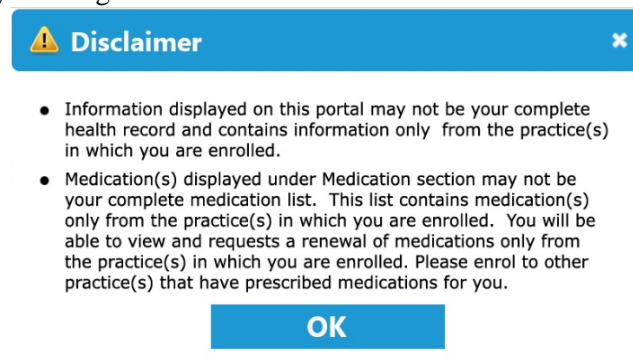 Disclaimer
Information displayed on this portal may not be your complete
health record and contains information only from the practice(s)
in which you are enrolled.
Medication(s) displayed under Medication section may not be
your complete medication list. This list contains medication(s)
only from the practice(s) in which you are enrolled. You will be
able to view and requests a renewal of medications only from
the practice(s) in which you are enrolled. Please enrol to other
practice(s) that have prescribed medications for you.
OK